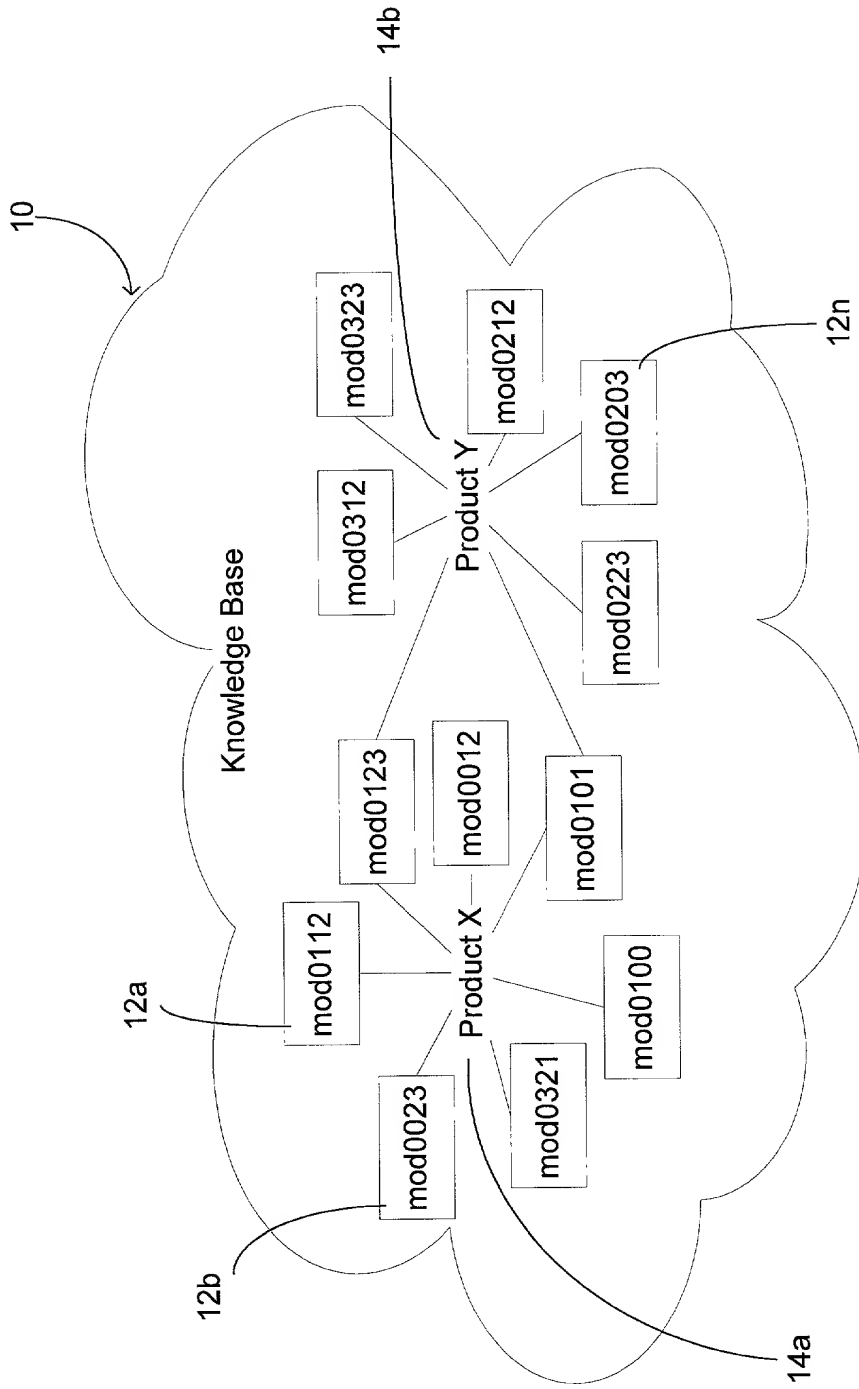 10
Knowledge Base
12a
12b
mod0112
mod0023
mod0123
mod0312
mod0323
14b
Product X
mod0012
Product Y
mod0212
mod0321
mod0100
mod0101
mod0223
mod0203
14a
12n